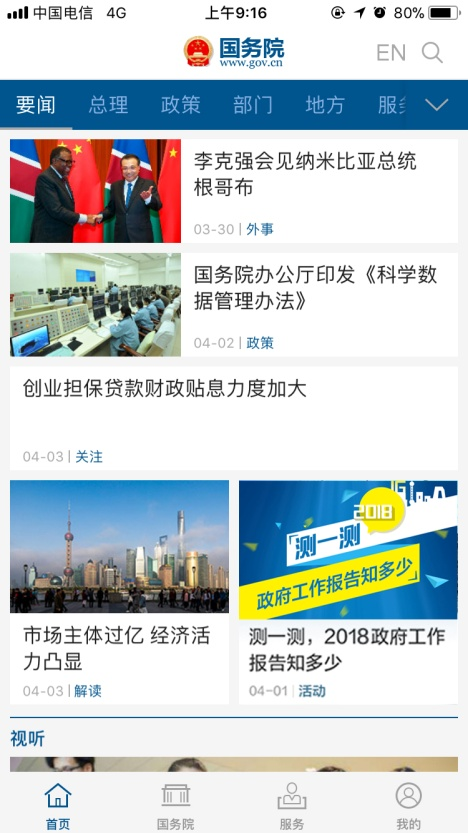 中国电信 4G 上午9:16 80%
国务院
www.gov.cn
EN
要闻 总理 政策 部门 地方 服务
李克强会见纳米比亚总统
根哥布
03-30 | 外事
国务院办公厅印发《科学数
据管理办法》
04-02 | 政策
创业担保贷款财政贴息力度加大
04-03 | 关注
2018
测一测
政府工作报告知多少
市场主体过亿 经济活
力凸显
04-03 | 解读
测一测，2018政府工作
报告知多少
04-01 | 活动
视听
首页 国务院 服务 我的